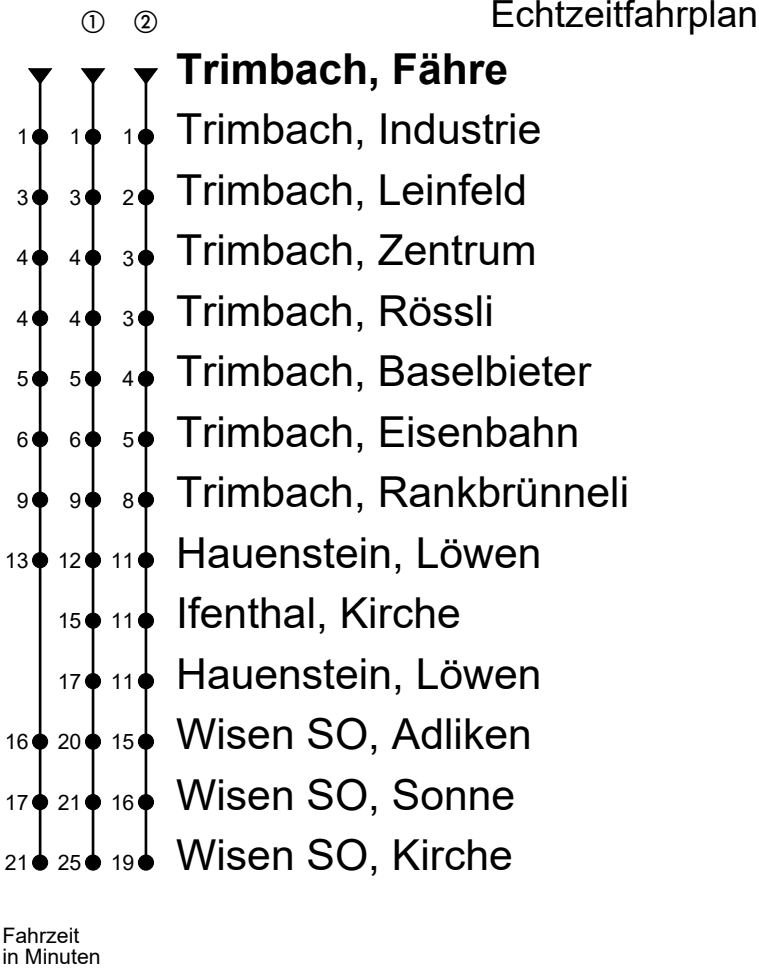 Echtzeitfahrplan
① ②
Trimbach, Fähre
1 1 1 Trimbach, Industrie
3 3 2 Trimbach, Leinfeld
4 4 3 Trimbach, Zentrum
4 4 3 Trimbach, Rössli
5 5 4 Trimbach, Baselbieter
6 6 5 Trimbach, Eisenbahn
9 9 8 Trimbach, Rankbrünneli
13 12 11 Hauenstein, Löwen
15 11 Ifenthal, Kirche
17 11 Hauenstein, Löwen
16 20 15 Wisen SO, Adliken
17 21 16 Wisen SO, Sonne
21 25 19 Wisen SO, Kirche
Fahrzeit
in Minuten